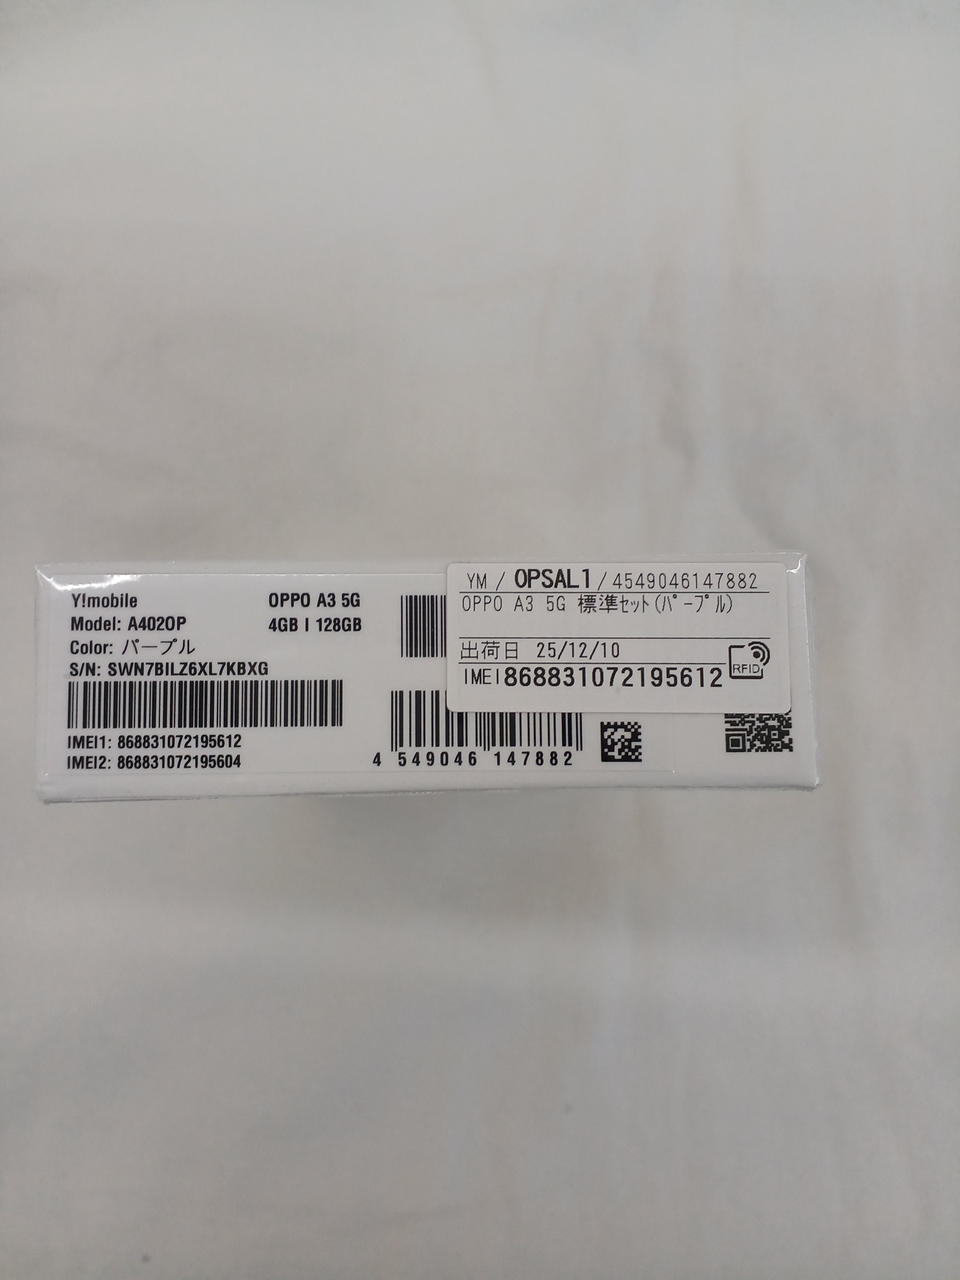 Y!mobile
OPPO A3 5G
Model: A402OP
4GB | 128GB
Color: パープル
S/N: SWN7BILZ6XL7KBXG
IMEI1: 868831072195612
IMEI2: 868831072195604
4 549046 147882
YM / OPSAL1 / 4549046147882
OPPO A3 5G 標準ｾｯﾄ(ﾊﾟｰﾌﾟﾙ)
出荷日 25/12/10
IMEI 868831072195612
RFID